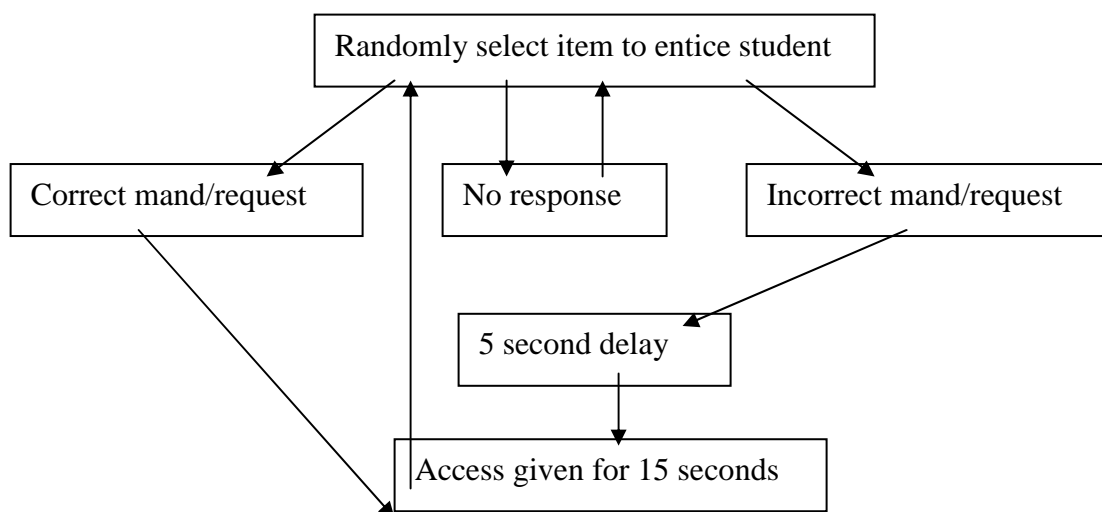 Randomly select item to entice student
Correct mand/request
No response
Incorrect mand/request
5 second delay
Access given for 15 seconds